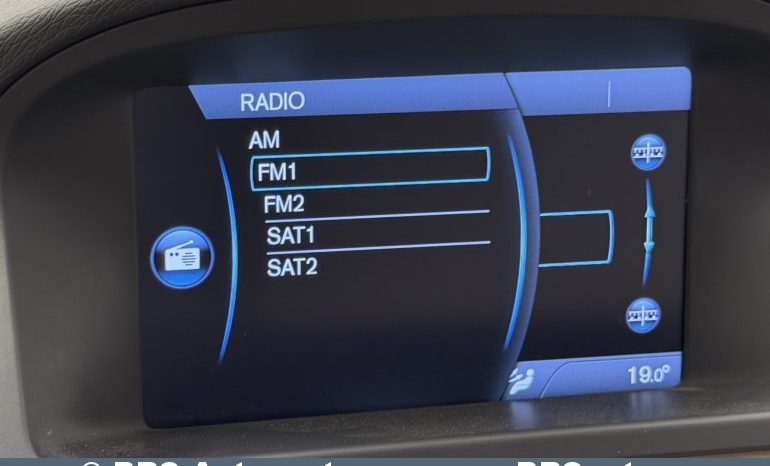 RADIO
AM
FM1
FM2
SAT1
SAT2
19.0°